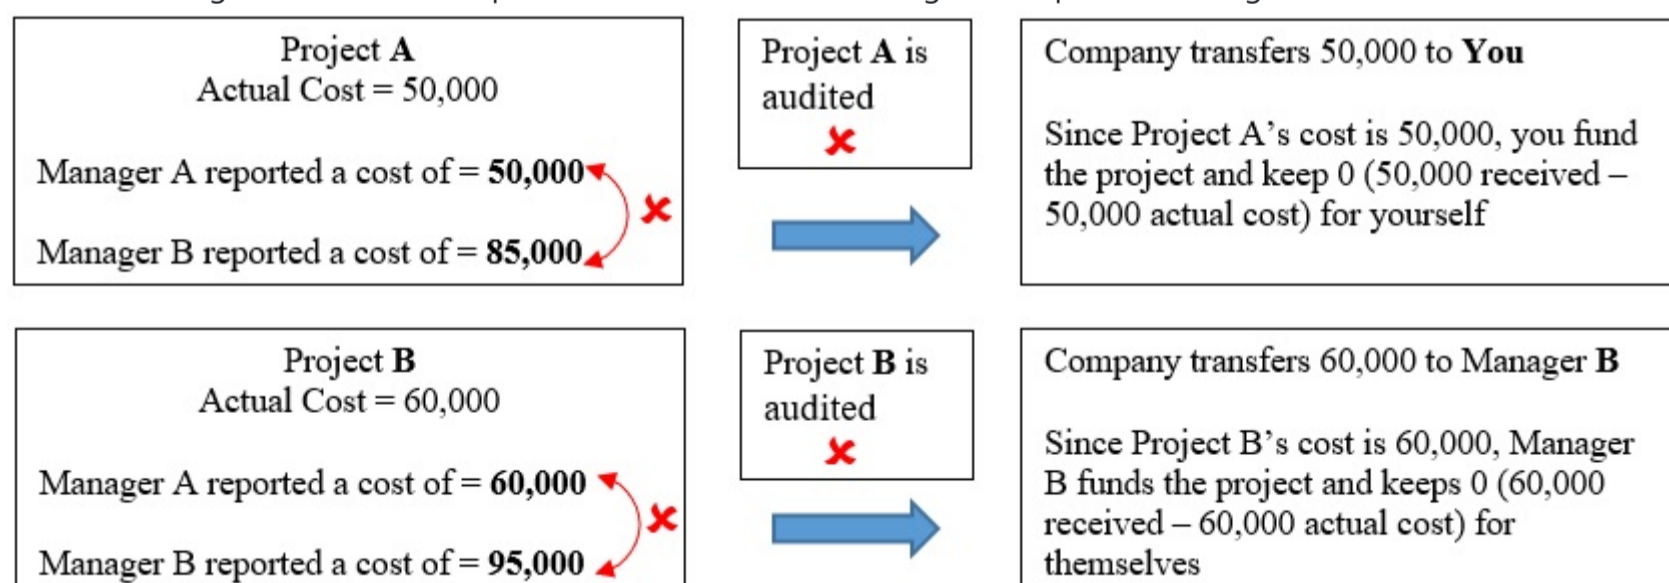 Project A
Actual Cost = 50,000
Manager A reported a cost of = 50,000
Manager B reported a cost of = 85,000
Project A is
audited
Company transfers 50,000 to You
Since Project A's cost is 50,000, you fund
the project and keep 0 (50,000 received –
50,000 actual cost) for yourself
Project B
Actual Cost = 60,000
Manager A reported a cost of = 60,000
Manager B reported a cost of = 95,000
Project B is
audited
Company transfers 60,000 to Manager B
Since Project B's cost is 60,000, Manager
B funds the project and keeps 0 (60,000
received – 60,000 actual cost) for
themselves